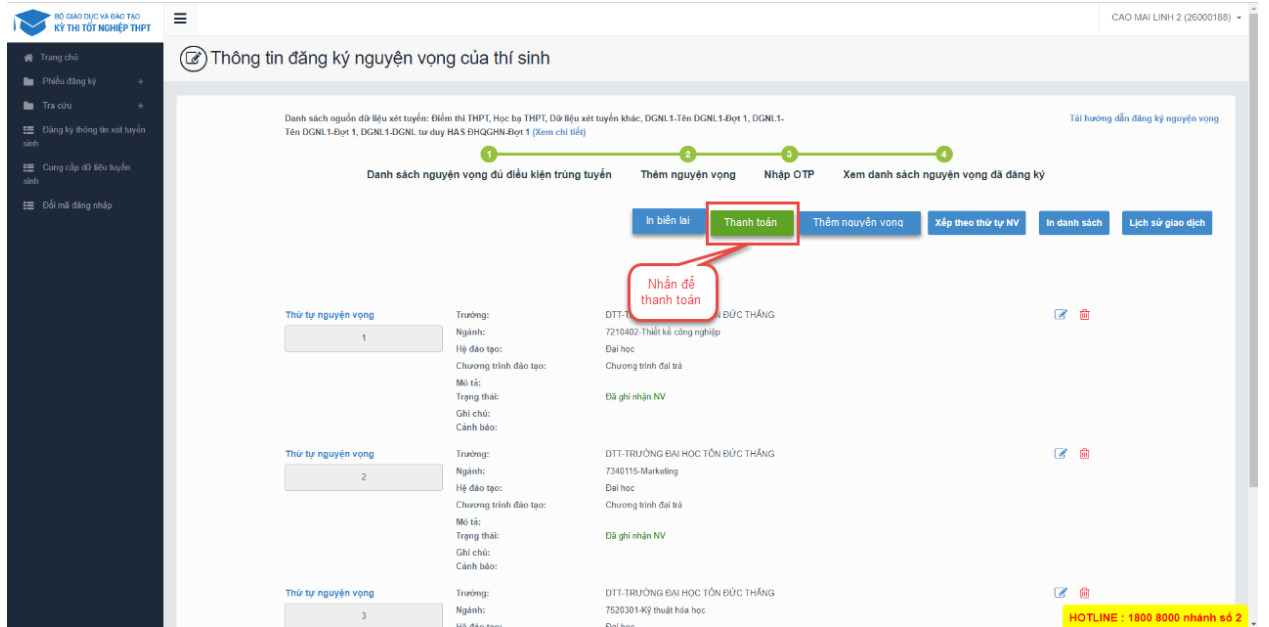 BỘ GIÁO DỤC VÀ ĐÀO TẠO
KỲ THI TỐT NGHIỆP THPT
CAO MAI LINH 2 (26000188)
Trang chủ
Phiếu đăng ký +
Tra cứu +
Đăng ký thông tin xét tuyển
sinh
Cung cấp dữ liệu tuyển
sinh
Đổi mã đăng nhập
Thông tin đăng ký nguyện vọng của thí sinh
Danh sách nguồn dữ liệu xét tuyển: Điểm thi THPT, Học bạ THPT, Dữ liệu xét tuyển khác, DGNL1-Tên DGNL1-Đợt 1, DGNL1-
Tên DGNL1-Đợt 1, DGNL1-DGNL tư duy HAS ĐHQGHN-Đợt 1 (Xem chi tiết)
Tải hướng dẫn đăng ký nguyện vọng
1 2 3 4
Danh sách nguyện vọng đủ điều kiện trúng tuyển Thêm nguyện vọng Nhập OTP Xem danh sách nguyện vọng đã đăng ký
In biên lai Thanh toán Thêm nguyện vọng Xếp theo thứ tự NV In danh sách Lịch sử giao dịch
Nhấn để
thanh toán
Thứ tự nguyện vọng Trường: DTT-T N ĐỨC THẮNG
1 Ngành: 7210402-Thiết kế công nghiệp
Hệ đào tạo: Đại học
Chương trình đào tạo: Chương trình đại trà
Mô tả:
Trạng thái: Đã ghi nhận NV
Ghi chú:
Cảnh báo:
Thứ tự nguyện vọng Trường: DTT-TRƯỜNG ĐẠI HỌC TÔN ĐỨC THẮNG
2 Ngành: 7340115-Marketing
Hệ đào tạo: Đại học
Chương trình đào tạo: Chương trình đại trà
Mô tả:
Trạng thái: Đã ghi nhận NV
Ghi chú:
Cảnh báo:
Thứ tự nguyện vọng Trường: DTT-TRƯỜNG ĐẠI HỌC TÔN ĐỨC THẮNG
3 Ngành: 7520301-Kỹ thuật hóa học
Hệ đào tạo: Đại học
HOTLINE : 1800 8000 nhánh số 2